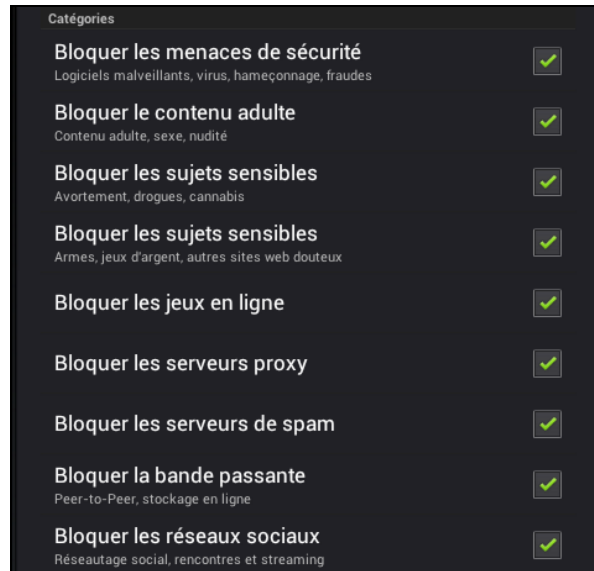 Catégories
Bloquer les menaces de sécurité
Logiciels malveillants, virus, hameçonnage, fraudes
Bloquer le contenu adulte
Contenu adulte, sexe, nudité
Bloquer les sujets sensibles
Avortement, drogues, cannabis
Bloquer les sujets sensibles
Armes, jeux d'argent, autres sites web douteux
Bloquer les jeux en ligne
Bloquer les serveurs proxy
Bloquer les serveurs de spam
Bloquer la bande passante
Peer-to-Peer, stockage en ligne
Bloquer les réseaux sociaux
Réseautage social, rencontres et streaming